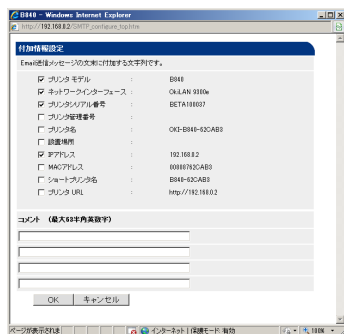 B840 - Windows Internet Explorer
http://192.168.0.2/SMTP_configure_top.htm
付加情報設定
Email送信メッセージの文末に付加する文字列です。
プリンタ モデル : B840
ネットワークインターフェース : OkiLAN 9300e
プリンタシリアル番号 : BETA100037
プリンタ管理番号 :
プリンタ名 : OKI-B840-62CAB3
設置場所 :
IPアドレス : 192.168.0.2
MACアドレス : 00808762CAB3
ショートプリンタ名 : B840-62CAB3
プリンタ URL : http://192.168.0.2
コメント (最大63半角英数字)
OK キャンセル
ページが表示されま インターネット | 保護モード: 有効 100%